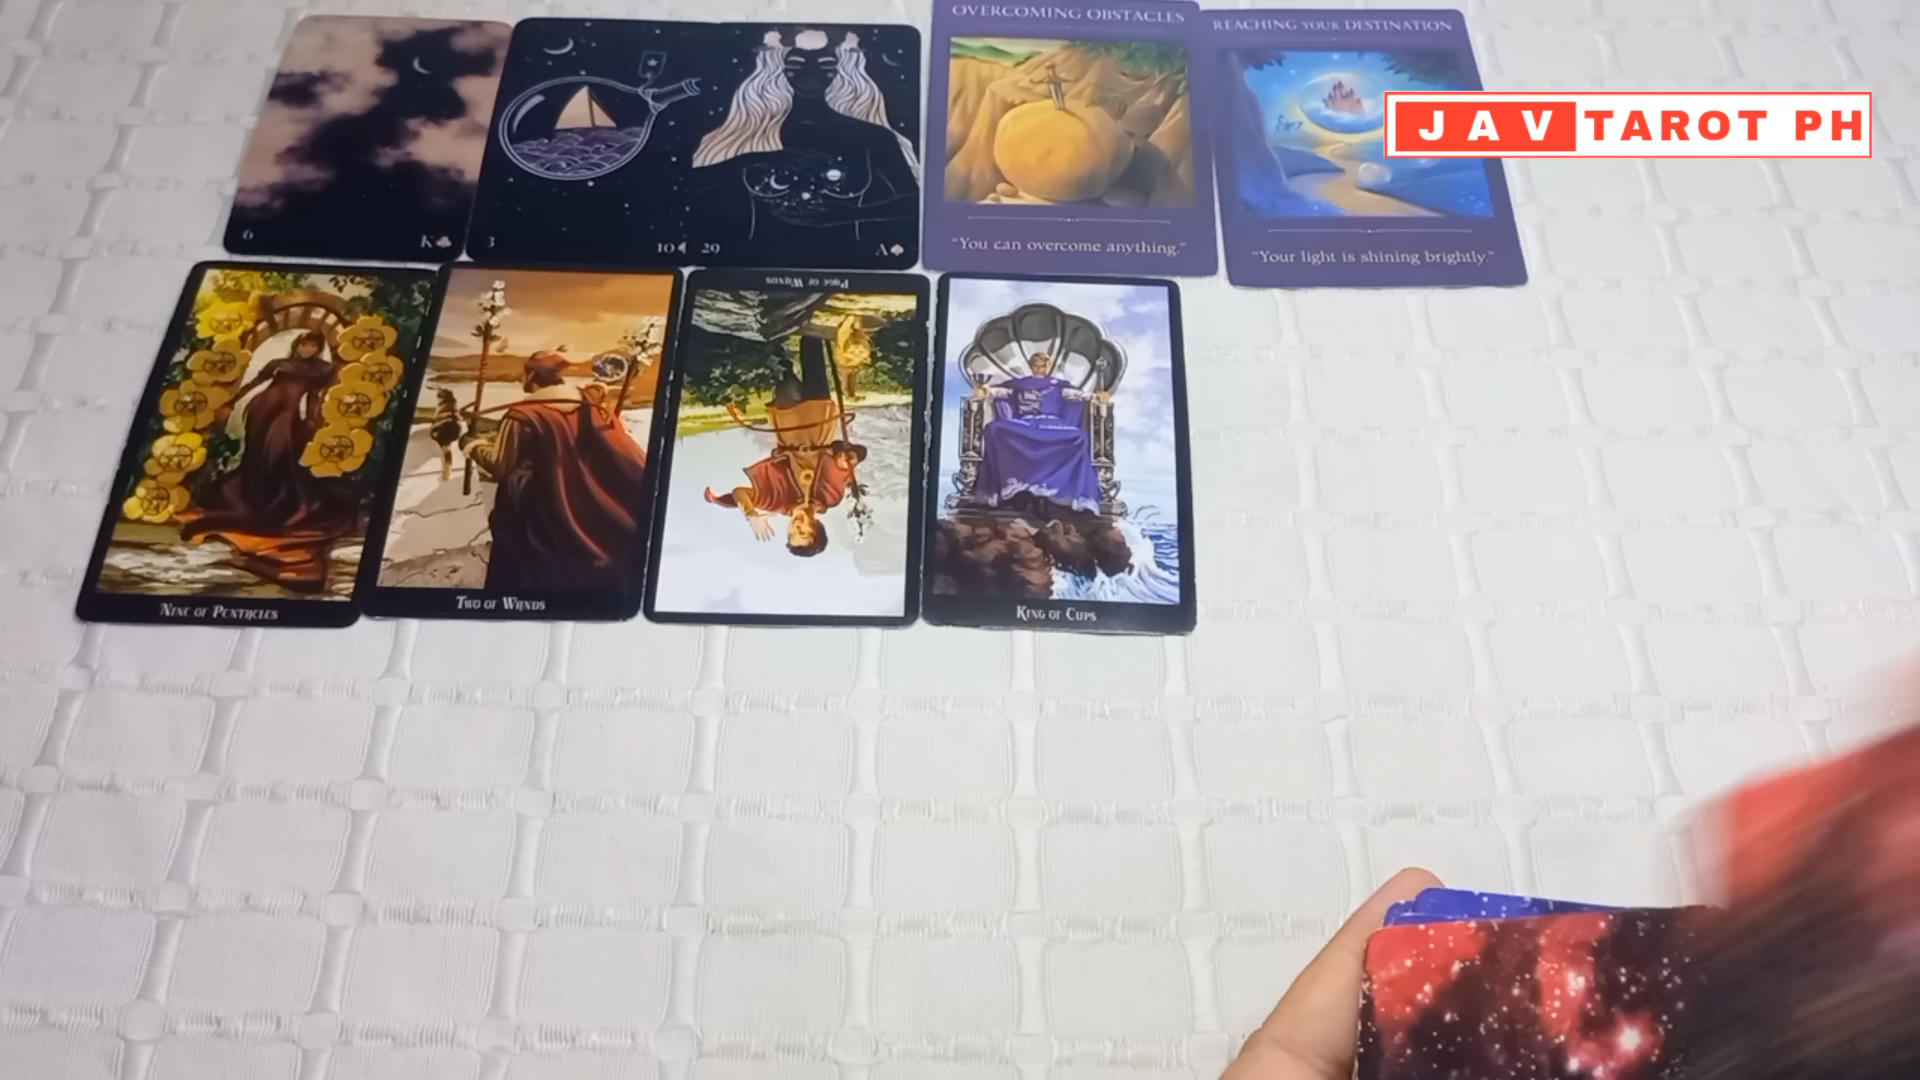 OVERCOMING OBSTACLES
REACHING YOUR DESTINATION
JAV TAROT PH
6
K♣
3
10
29
A♠
"You can overcome anything."
"Your light is shining brightly."
PAGE OF WANDS
NINE OF PENTACLES
TWO OF WANDS
KING OF CUPS